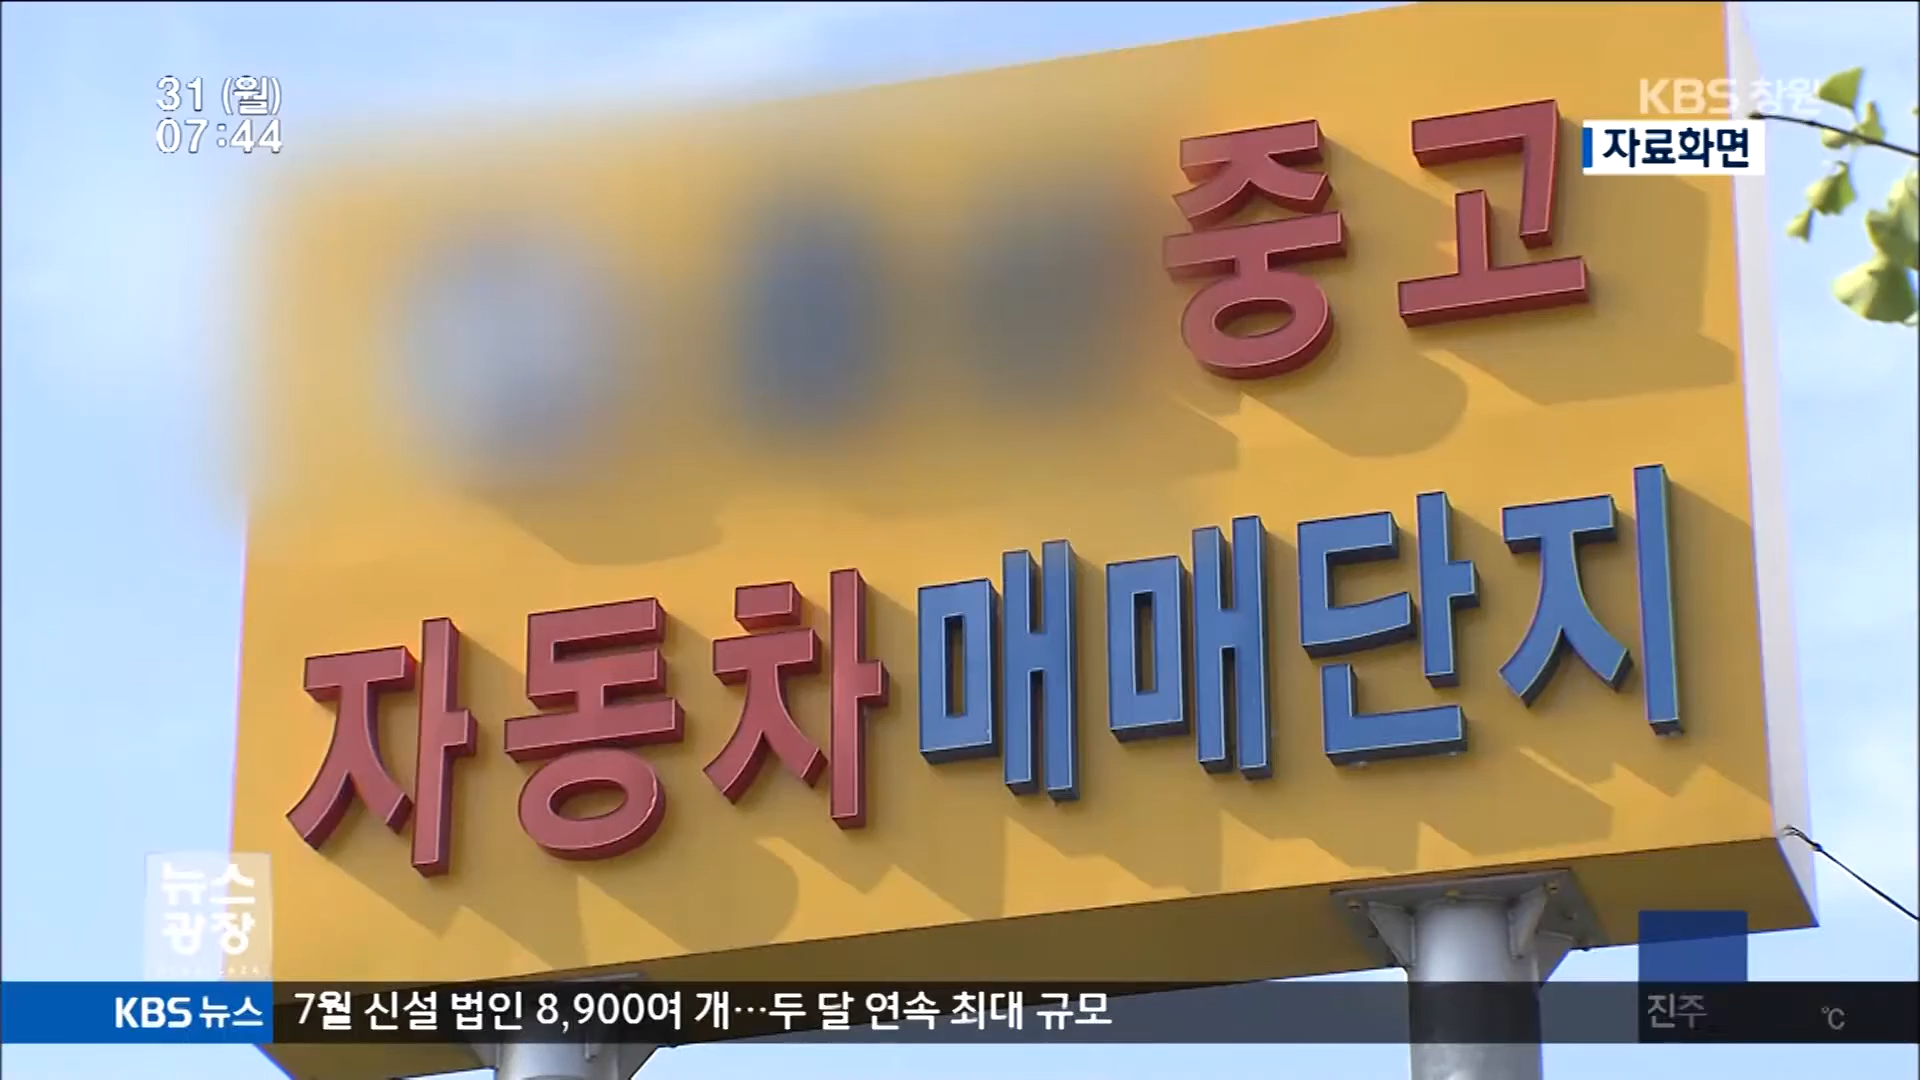 31 (월)
07:44
KBS 창원
자료화면
중고
자동차매매단지
뉴스
광장
KBS 뉴스
7월 신설 법인 8,900여 개…두 달 연속 최대 규모
진주
℃